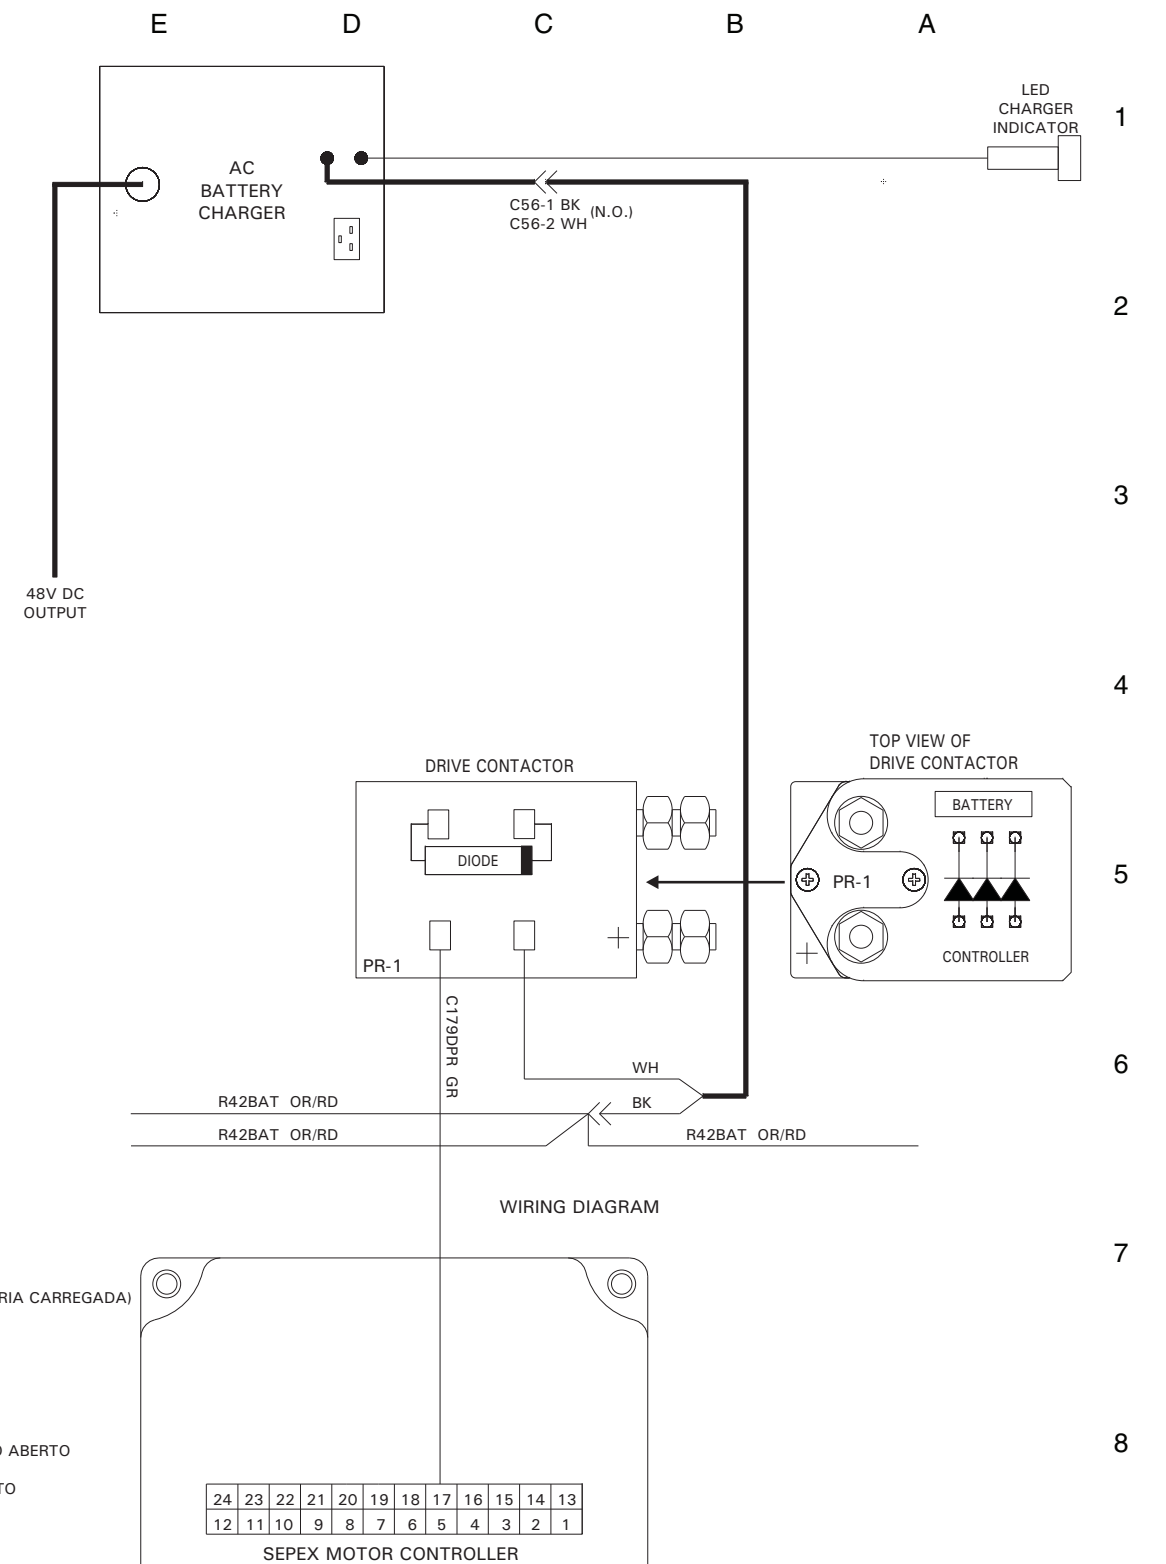 E D C B A
LED
CHARGER
INDICATOR
1
AC
BATTERY
CHARGER
C56-1 BK
C56-2 WH
(N.O.)
2
3
48V DC
OUTPUT
4
TOP VIEW OF
DRIVE CONTACTOR
DRIVE CONTACTOR
BATTERY
DIODE
PR-1
5
CONTROLLER
PR-1
C179DPR GR
WH
6
BK
R42BAT OR/RD
R42BAT OR/RD
R42BAT OR/RD
WIRING DIAGRAM
7
RIA CARREGADA)
O ABERTO
8
TO
24 23 22 21 20 19 18 17 16 15 14 13
12 11 10 9 8 7 6 5 4 3 2 1
SEPEX MOTOR CONTROLLER